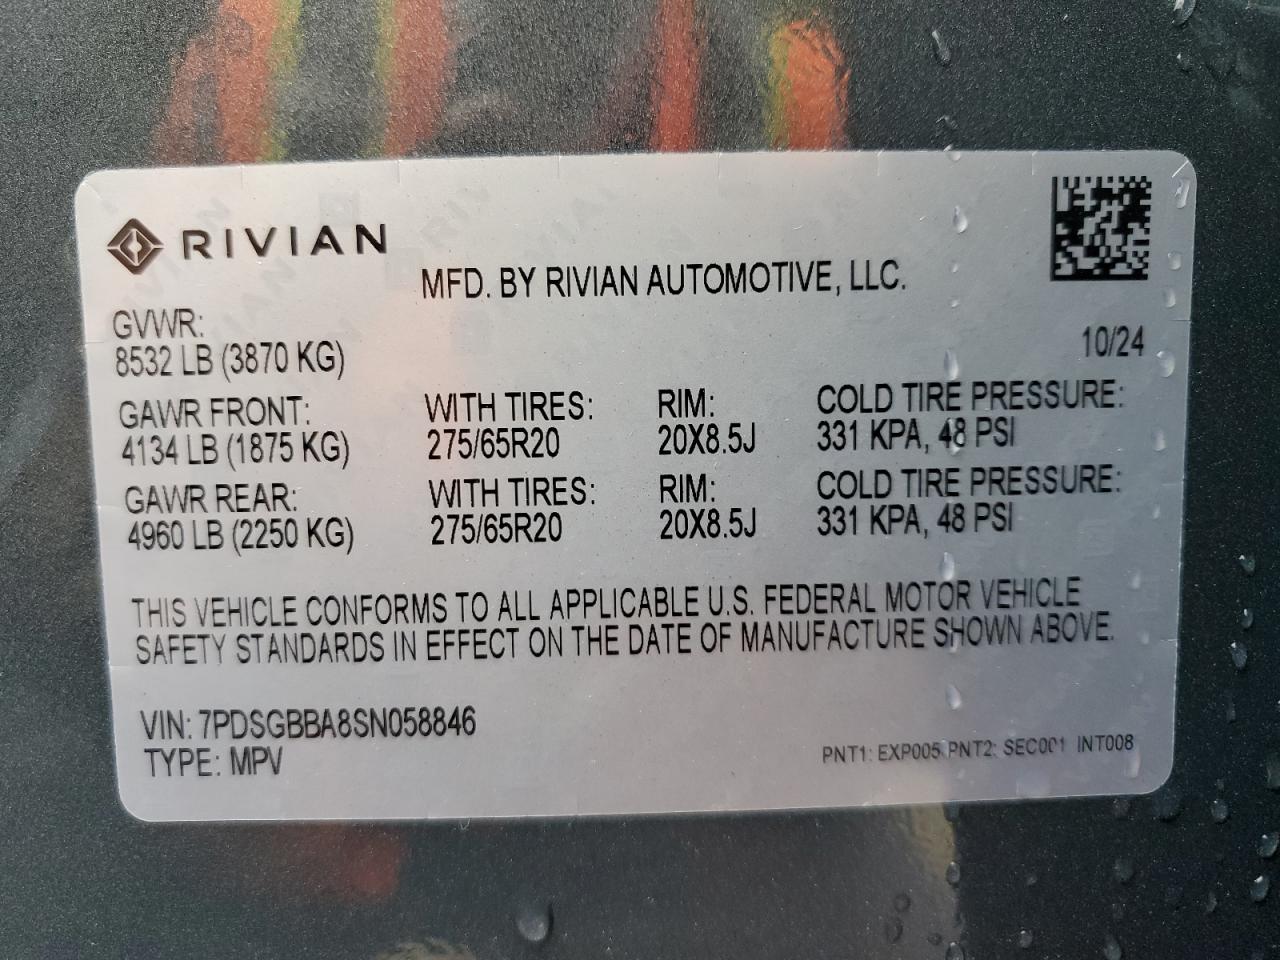 RIVIAN
MFD. BY RIVIAN AUTOMOTIVE, LLC.
GVWR:
8532 LB (3870 KG)
10/24
GAWR FRONT: WITH TIRES: RIM: COLD TIRE PRESSURE:
4134 LB (1875 KG) 275/65R20 20X8.5J 331 KPA, 48 PSI
GAWR REAR: WITH TIRES: RIM: COLD TIRE PRESSURE:
4960 LB (2250 KG) 275/65R20 20X8.5J 331 KPA, 48 PSI
THIS VEHICLE CONFORMS TO ALL APPLICABLE U.S. FEDERAL MOTOR VEHICLE
SAFETY STANDARDS IN EFFECT ON THE DATE OF MANUFACTURE SHOWN ABOVE.
VIN: 7PDSGBBA8SN058846
TYPE: MPV
PNT1: EXP005 PNT2: SEC001 INT008